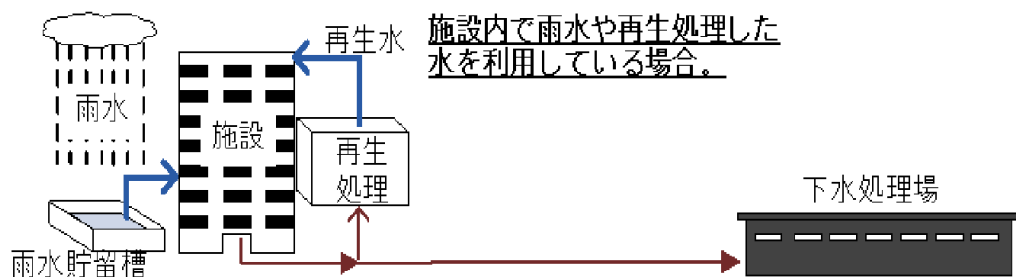 施設内で雨水や再生処理した
水を利用している場合。
再生水
雨水
施設
再生
処理
下水処理場
雨水貯留槽